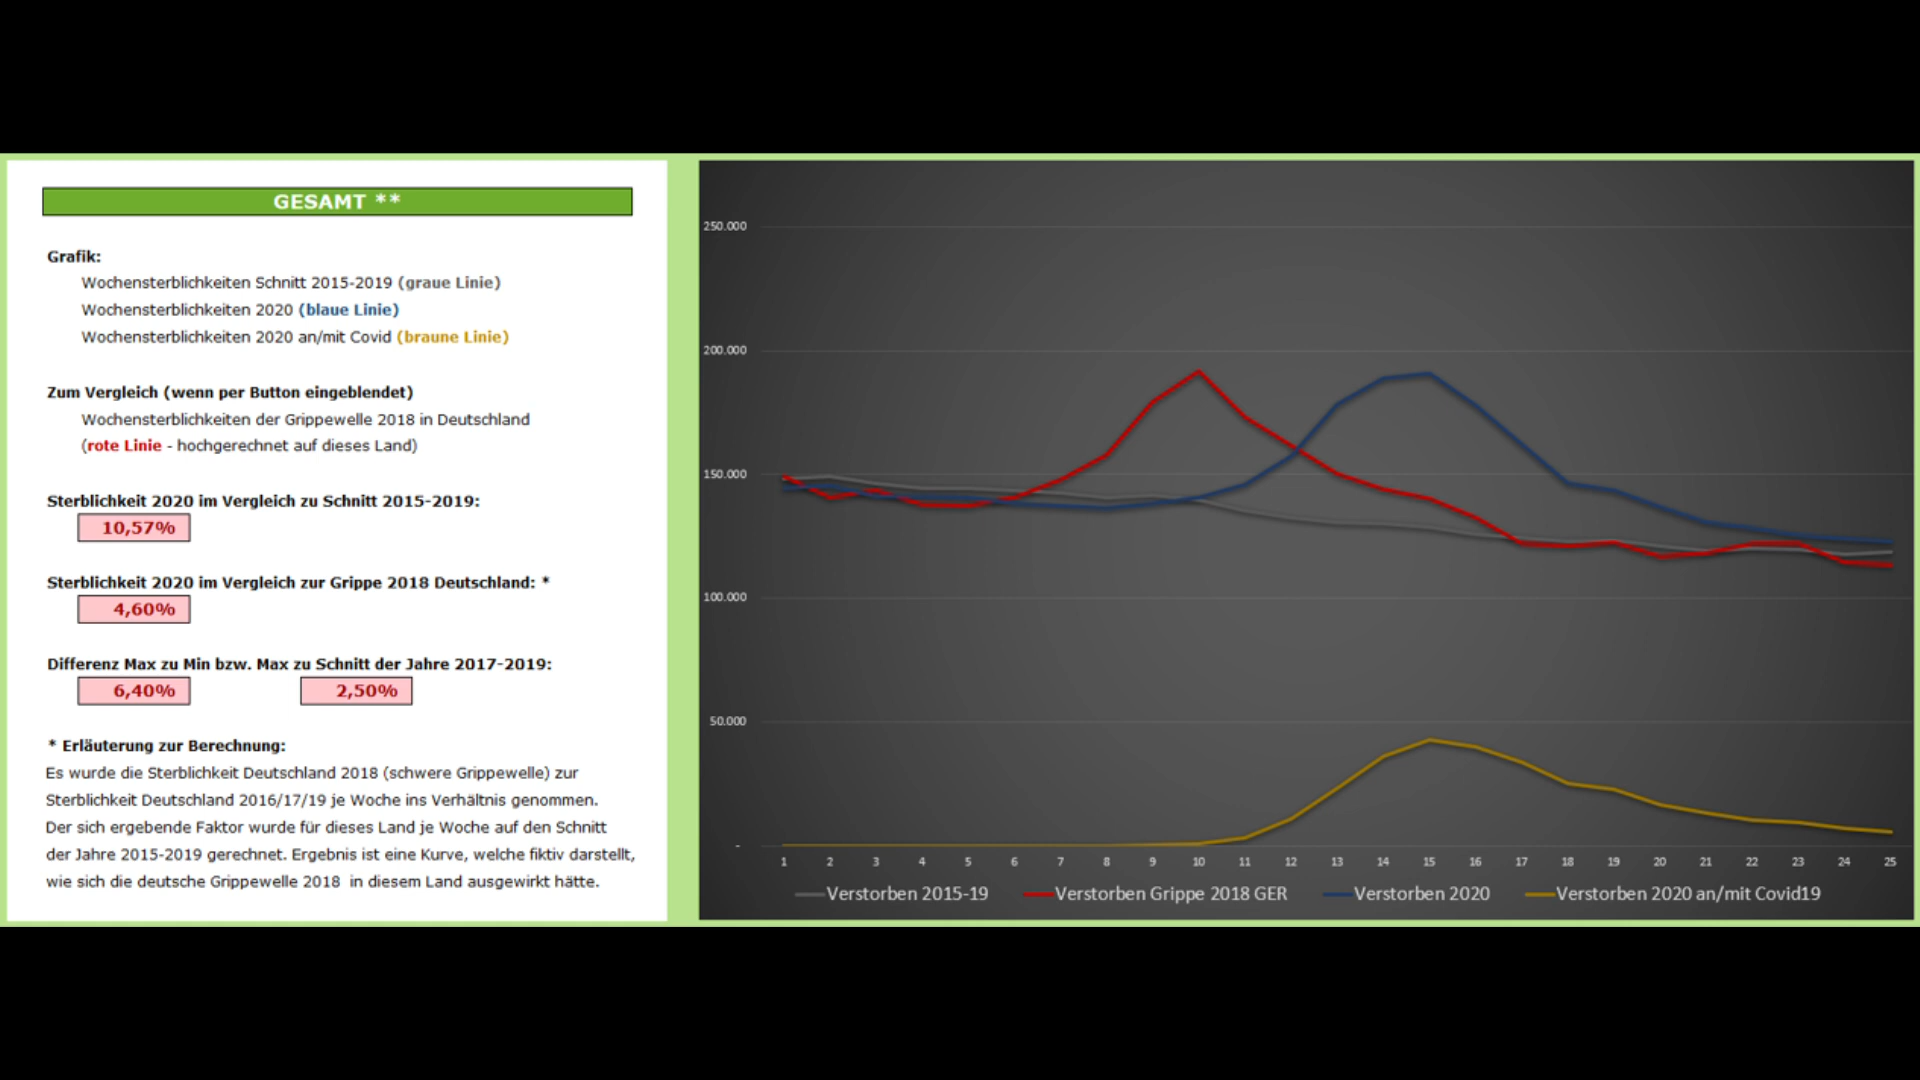 GESAMT **
Grafik:
Wochensterblichkeiten Schnitt 2015-2019 (graue Linie)
Wochensterblichkeiten 2020 (blaue Linie)
Wochensterblichkeiten 2020 an/mit Covid (braune Linie)
Zum Vergleich (wenn per Button eingeblendet)
Wochensterblichkeiten der Grippewelle 2018 in Deutschland
(rote Linie - hochgerechnet auf dieses Land)
Sterblichkeit 2020 im Vergleich zu Schnitt 2015-2019:
10,57%
Sterblichkeit 2020 im Vergleich zur Grippe 2018 Deutschland: *
4,60%
Differenz Max zu Min bzw. Max zu Schnitt der Jahre 2017-2019:
6,40% 2,50%
* Erläuterung zur Berechnung:
Es wurde die Sterblichkeit Deutschland 2018 (schwere Grippewelle) zur
Sterblichkeit Deutschland 2016/17/19 je Woche ins Verhältnis genommen.
Der sich ergebende Faktor wurde für dieses Land je Woche auf den Schnitt
der Jahre 2015-2019 gerechnet. Ergebnis ist eine Kurve, welche fiktiv darstellt,
wie sich die deutsche Grippewelle 2018 in diesem Land ausgewirkt hätte.
250.000
200.000
150.000
100.000
50.000
-
1 2 3 4 5 6 7 8 9 10 11 12 13 14 15 16 17 18 19 20 21 22 23 24 25
Verstorben 2015-19 Verstorben Grippe 2018 GER Verstorben 2020 Verstorben 2020 an/mit Covid19